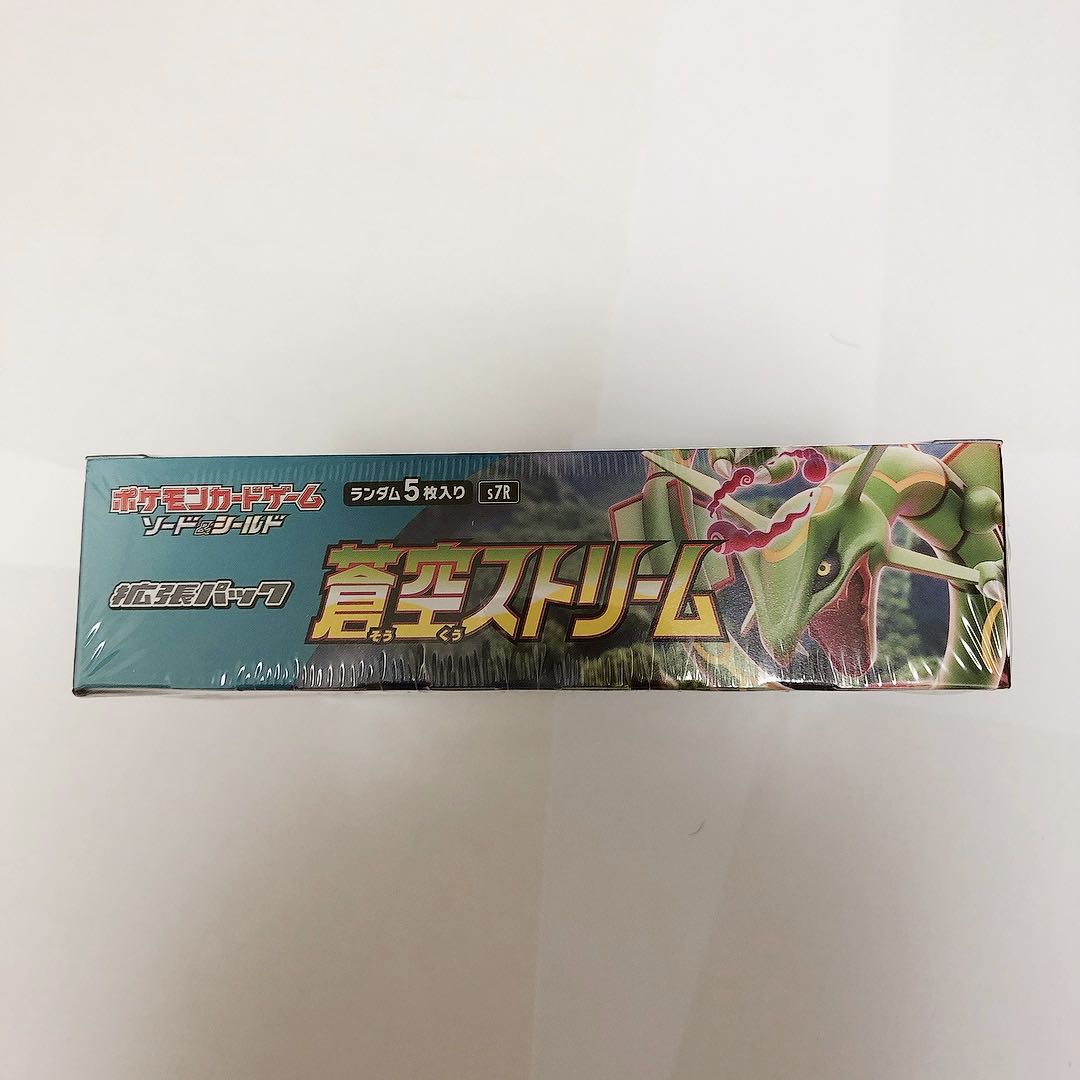 ポケモンカードゲーム
ソード&シールド
ランダム5枚入り s7R
拡張パック
蒼空ストリーム
そう くう